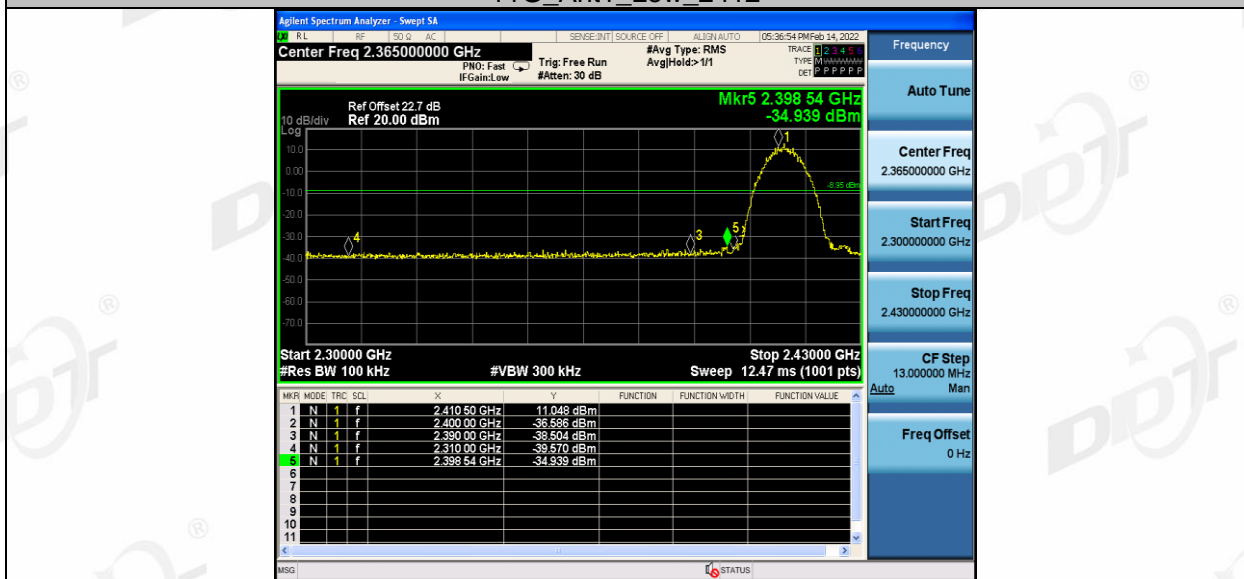 Agilent Spectrum Analyzer - Swept SA
RL RF 50 Ω AC SENSE:INT SOURCE OFF ALIGN AUTO 05:36:54 PM Feb 14, 2022
Center Freq 2.365000000 GHz
PNO: Fast
IFGain:Low
Trig: Free Run
#Atten: 30 dB
#Avg Type: RMS
Avg|Hold:>1/1
TRACE 1 2 3 4 5 6
TYPE M
DET P P P P P P
Ref Offset 22.7 dB
10 dB/div Ref 20.00 dBm
Log
Mkr5 2.398 54 GHz
-34.939 dBm
10.0
0.00
-10.0
-20.0
-30.0
-40.0
-50.0
-60.0
-70.0
1
-8.95 dBm
4
3
5
Start 2.30000 GHz Stop 2.43000 GHz
#Res BW 100 kHz #VBW 300 kHz Sweep 12.47 ms (1001 pts)
MKR MODE TRC SCL X Y FUNCTION FUNCTION WIDTH FUNCTION VALUE
1 N 1 f 2.410 50 GHz 11.048 dBm
2 N 1 f 2.400 00 GHz -36.586 dBm
3 N 1 f 2.390 00 GHz -38.504 dBm
4 N 1 f 2.310 00 GHz -39.570 dBm
5 N 1 f 2.398 54 GHz -34.939 dBm
6
7
8
9
10
11
MSG STATUS
Frequency
Auto Tune
Center Freq
2.365000000 GHz
Start Freq
2.300000000 GHz
Stop Freq
2.430000000 GHz
CF Step
13.000000 MHz
Auto Man
Freq Offset
0 Hz
DDT
®